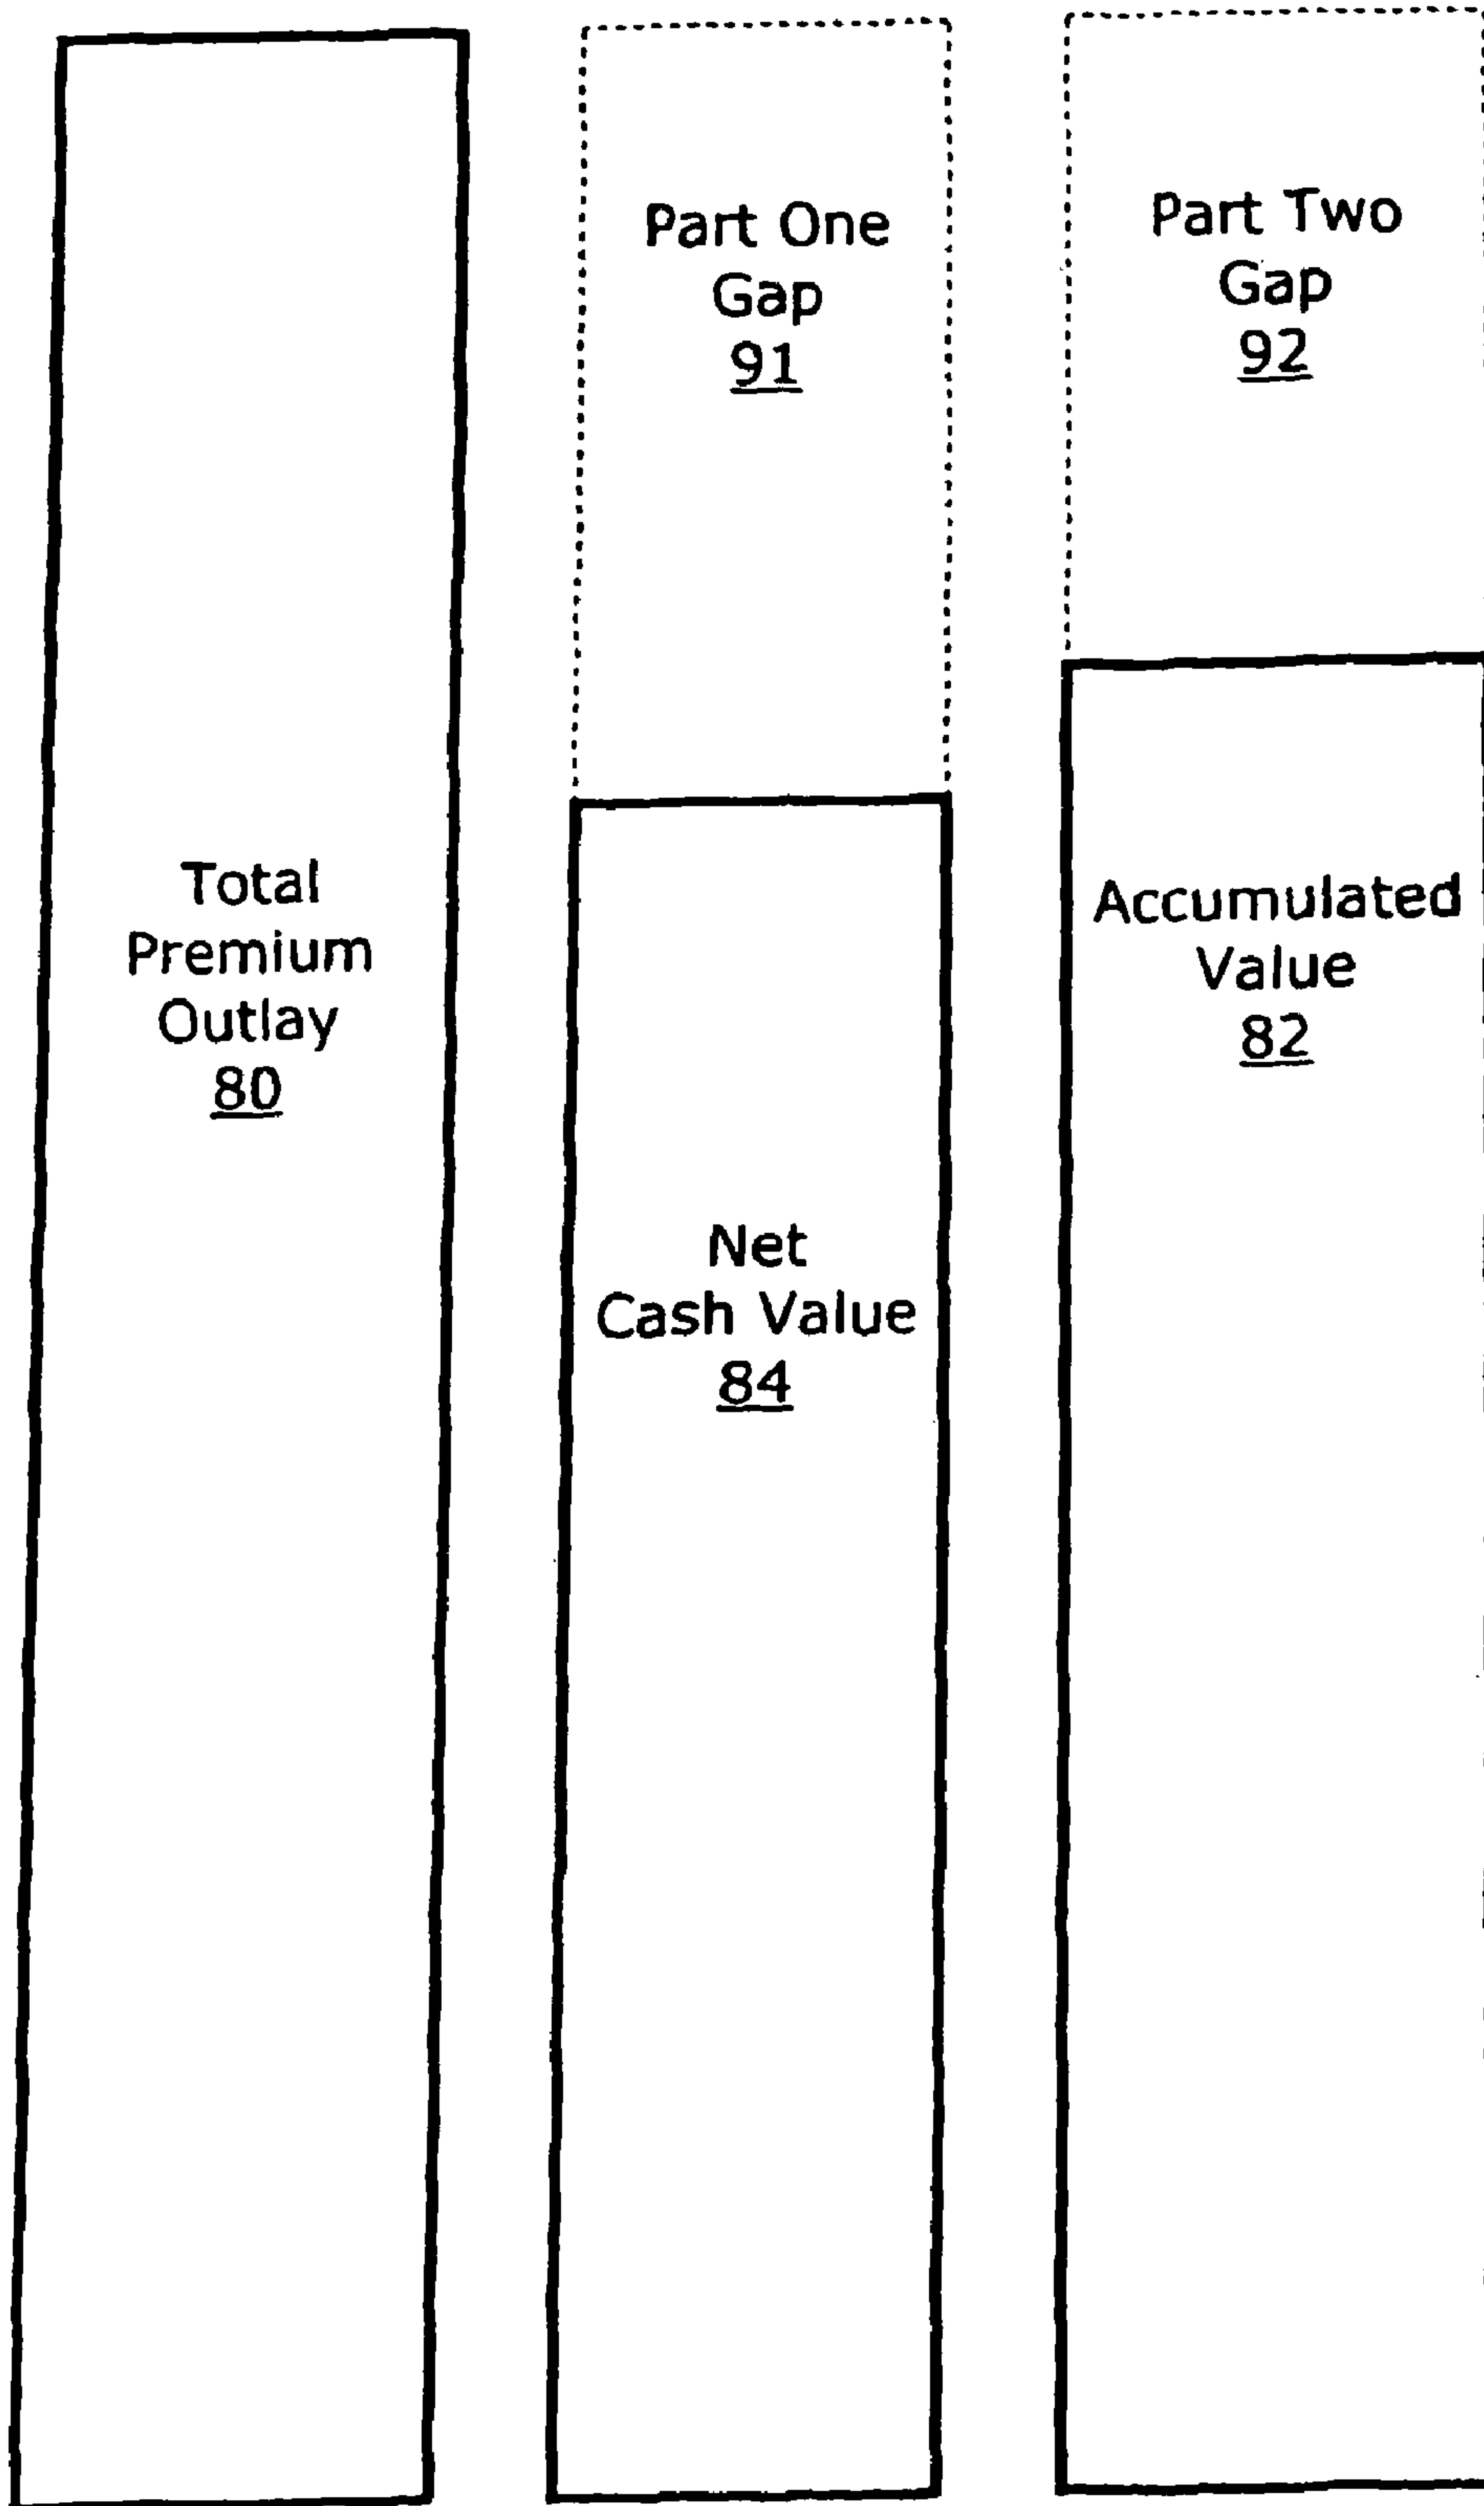 Total
Premium
Outlay
80
Part One
Gap
91
Net
Cash Value
84
Part Two
Gap
92
Accumulated
Value
82